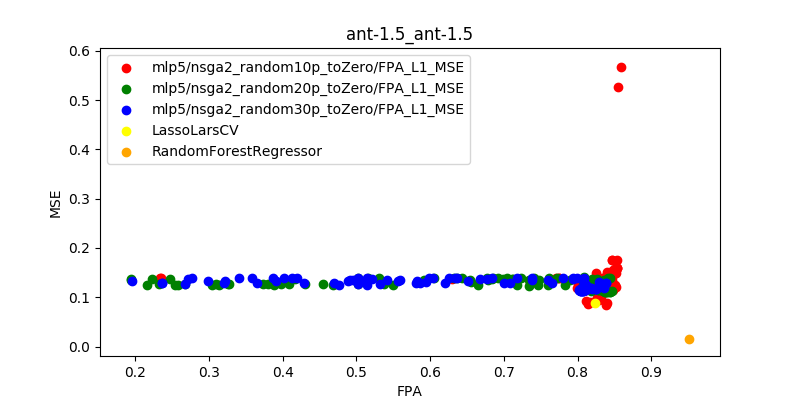 ant-1.5_ant-1.5
mlp5/nsga2_random10p_toZero/FPA_L1_MSE
mlp5/nsga2_random20p_toZero/FPA_L1_MSE
mlp5/nsga2_random30p_toZero/FPA_L1_MSE
LassoLarsCV
RandomForestRegressor
MSE
0.6
0.5
0.4
0.3
0.2
0.1
0.0
0.2 0.3 0.4 0.5 0.6 0.7 0.8 0.9
FPA